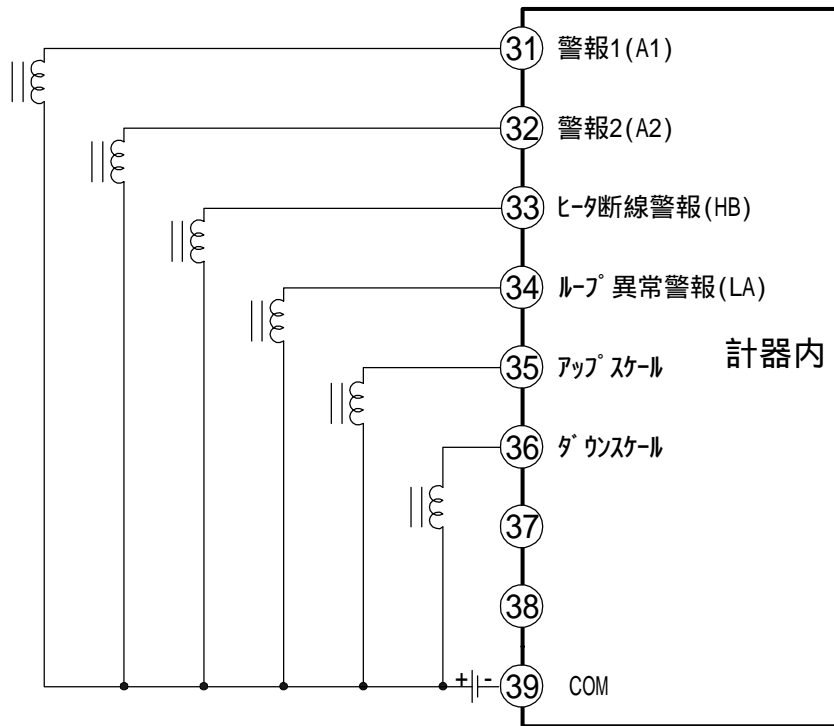 31 警報1(A1)
32 警報2(A2)
33 ﾋｰﾀ断線警報(HB)
34 ﾙｰﾌﾟ異常警報(LA)
計器内
35 ｱｯﾌﾟｽｹｰﾙ
36 ﾀﾞｳﾝｽｹｰﾙ
37
38
+ - 39 COM